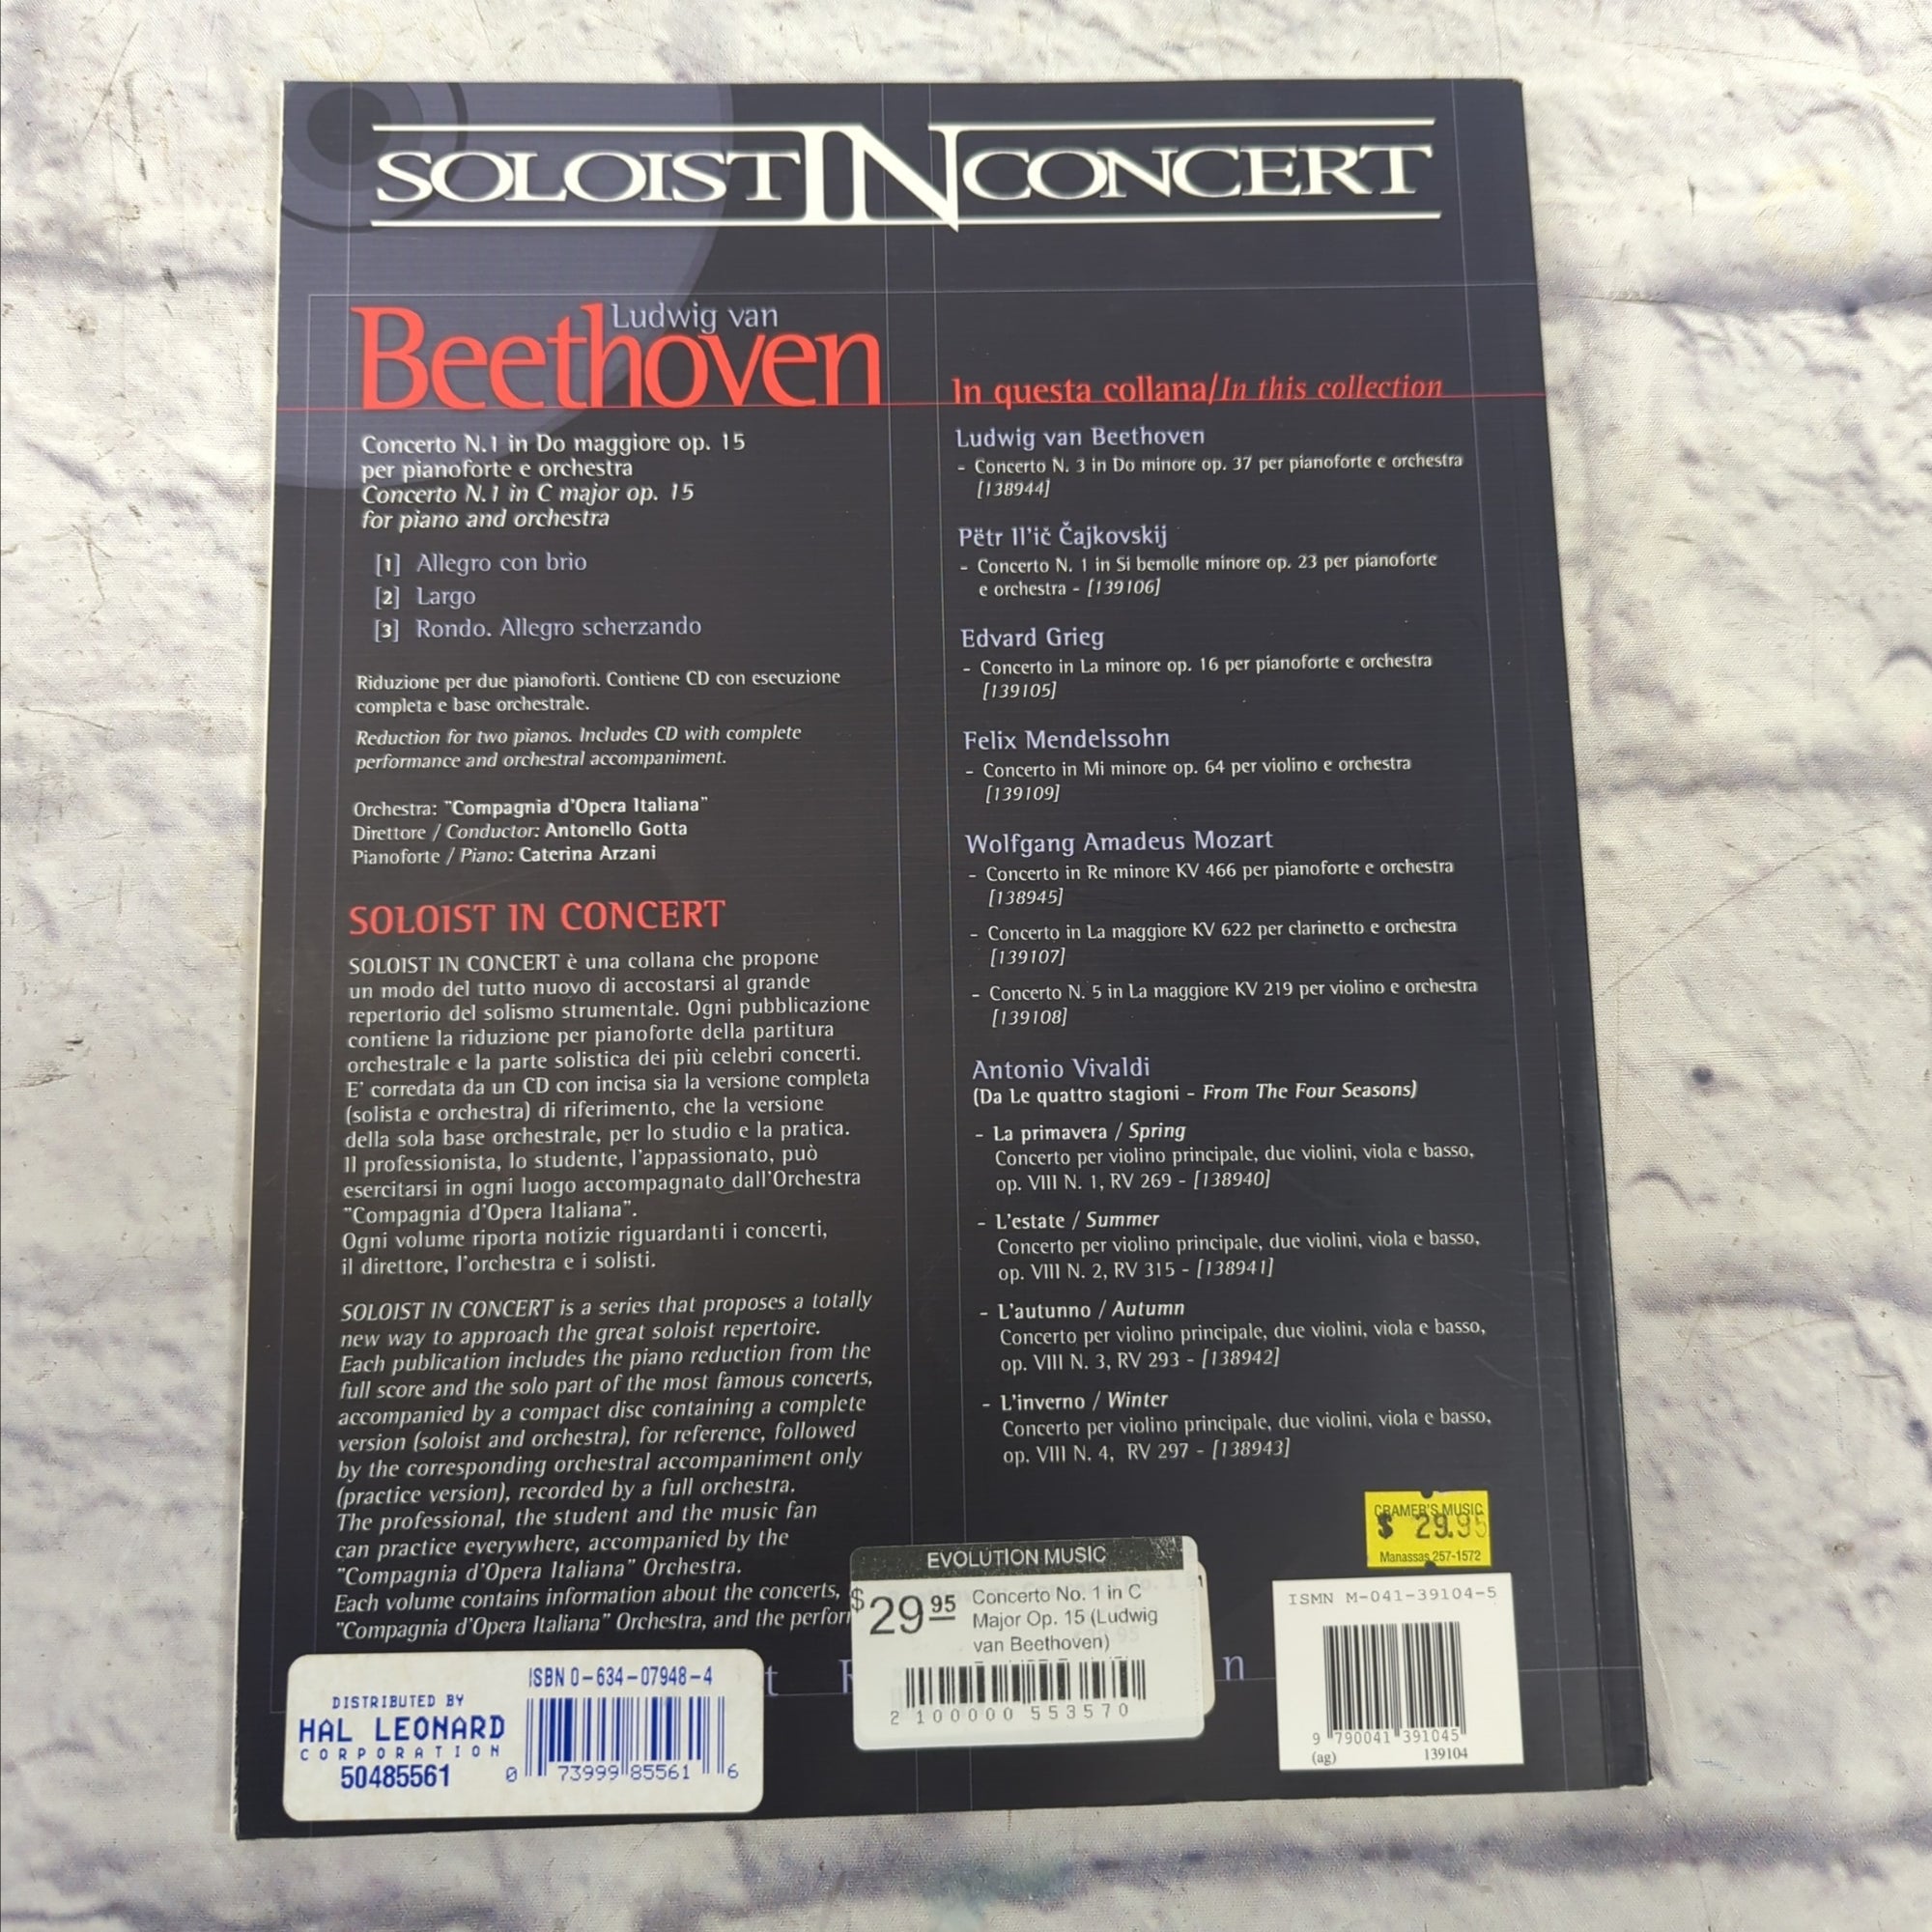 SOLOIST IN CONCERT
Ludwig van
Beethoven
Concerto N.1 in Do maggiore op. 15
per pianoforte e orchestra
Concerto N.1 in C major op. 15
for piano and orchestra
[1] Allegro con brio
[2] Largo
[3] Rondo. Allegro scherzando
Riduzione per due pianoforti. Contiene CD con esecuzione
completa e base orchestrale.
Reduction for two pianos. Includes CD with complete
performance and orchestral accompaniment.
Orchestra: "Compagnia d'Opera Italiana"
Direttore / Conductor: Antonello Gotta
Pianoforte / Piano: Caterina Arzani
SOLOIST IN CONCERT
SOLOIST IN CONCERT è una collana che propone
un modo del tutto nuovo di accostarsi al grande
repertorio del solismo strumentale. Ogni pubblicazione
contiene la riduzione per pianoforte della partitura
orchestrale e la parte solistica dei più celebri concerti.
E' corredata da un CD con incisa sia la versione completa
(solista e orchestra) di riferimento, che la versione
della sola base orchestrale, per lo studio e la pratica.
Il professionista, lo studente, l'appassionato, può
esercitarsi in ogni luogo accompagnato dall'Orchestra
"Compagnia d'Opera Italiana".
Ogni volume riporta notizie riguardanti i concerti,
il direttore, l'orchestra e i solisti.
SOLOIST IN CONCERT is a series that proposes a totally
new way to approach the great soloist repertoire.
Each publication includes the piano reduction from the
full score and the solo part of the most famous concerts,
accompanied by a compact disc containing a complete
version (soloist and orchestra), for reference, followed
by the corresponding orchestral accompaniment only
(practice version), recorded by a full orchestra.
The professional, the student and the music fan
can practice everywhere, accompanied by the
"Compagnia d'Opera Italiana" Orchestra.
Each volume contains information about the concerts,
"Compagnia d'Opera Italiana" Orchestra, and the
In questa collana/In this collection
Ludwig van Beethoven
- Concerto N. 3 in Do minore op. 37 per pianoforte e orchestra
[138944]
Pëtr Il'ič Čajkovskij
- Concerto N. 1 in Si bemolle minore op. 23 per pianoforte
e orchestra - [139106]
Edvard Grieg
- Concerto in La minore op. 16 per pianoforte e orchestra
[139105]
Felix Mendelssohn
- Concerto in Mi minore op. 64 per violino e orchestra
[139109]
Wolfgang Amadeus Mozart
- Concerto in Re minore KV 466 per pianoforte e orchestra
[138945]
- Concerto in La maggiore KV 622 per clarinetto e orchestra
[139107]
- Concerto N. 5 in La maggiore KV 219 per violino e orchestra
[139108]
Antonio Vivaldi
(Da Le quattro stagioni - From The Four Seasons)
- La primavera / Spring
Concerto per violino principale, due violini, viola e basso,
op. VIII N. 1, RV 269 - [138940]
- L'estate / Summer
Concerto per violino principale, due violini, viola e basso,
op. VIII N. 2, RV 315 - [138941]
- L'autunno / Autumn
Concerto per violino principale, due violini, viola e basso,
op. VIII N. 3, RV 293 - [138942]
- L'inverno / Winter
Concerto per violino principale, due violini, viola e basso,
op. VIII N. 4, RV 297 - [138943]
CRAMER'S MUSIC
$ 29.95
Manassas 257-1572
EVOLUTION MUSIC
$29.95
Concerto No. 1 in C
Major Op. 15 (Ludwig
van Beethoven)
2 100000 553570
ISMN M-041-39104-5
9 790041 391045
(ag) 139104
ISBN 0-634-07948-4
DISTRIBUTED BY
HAL LEONARD
CORPORATION
50485561
0 73999 85561 6